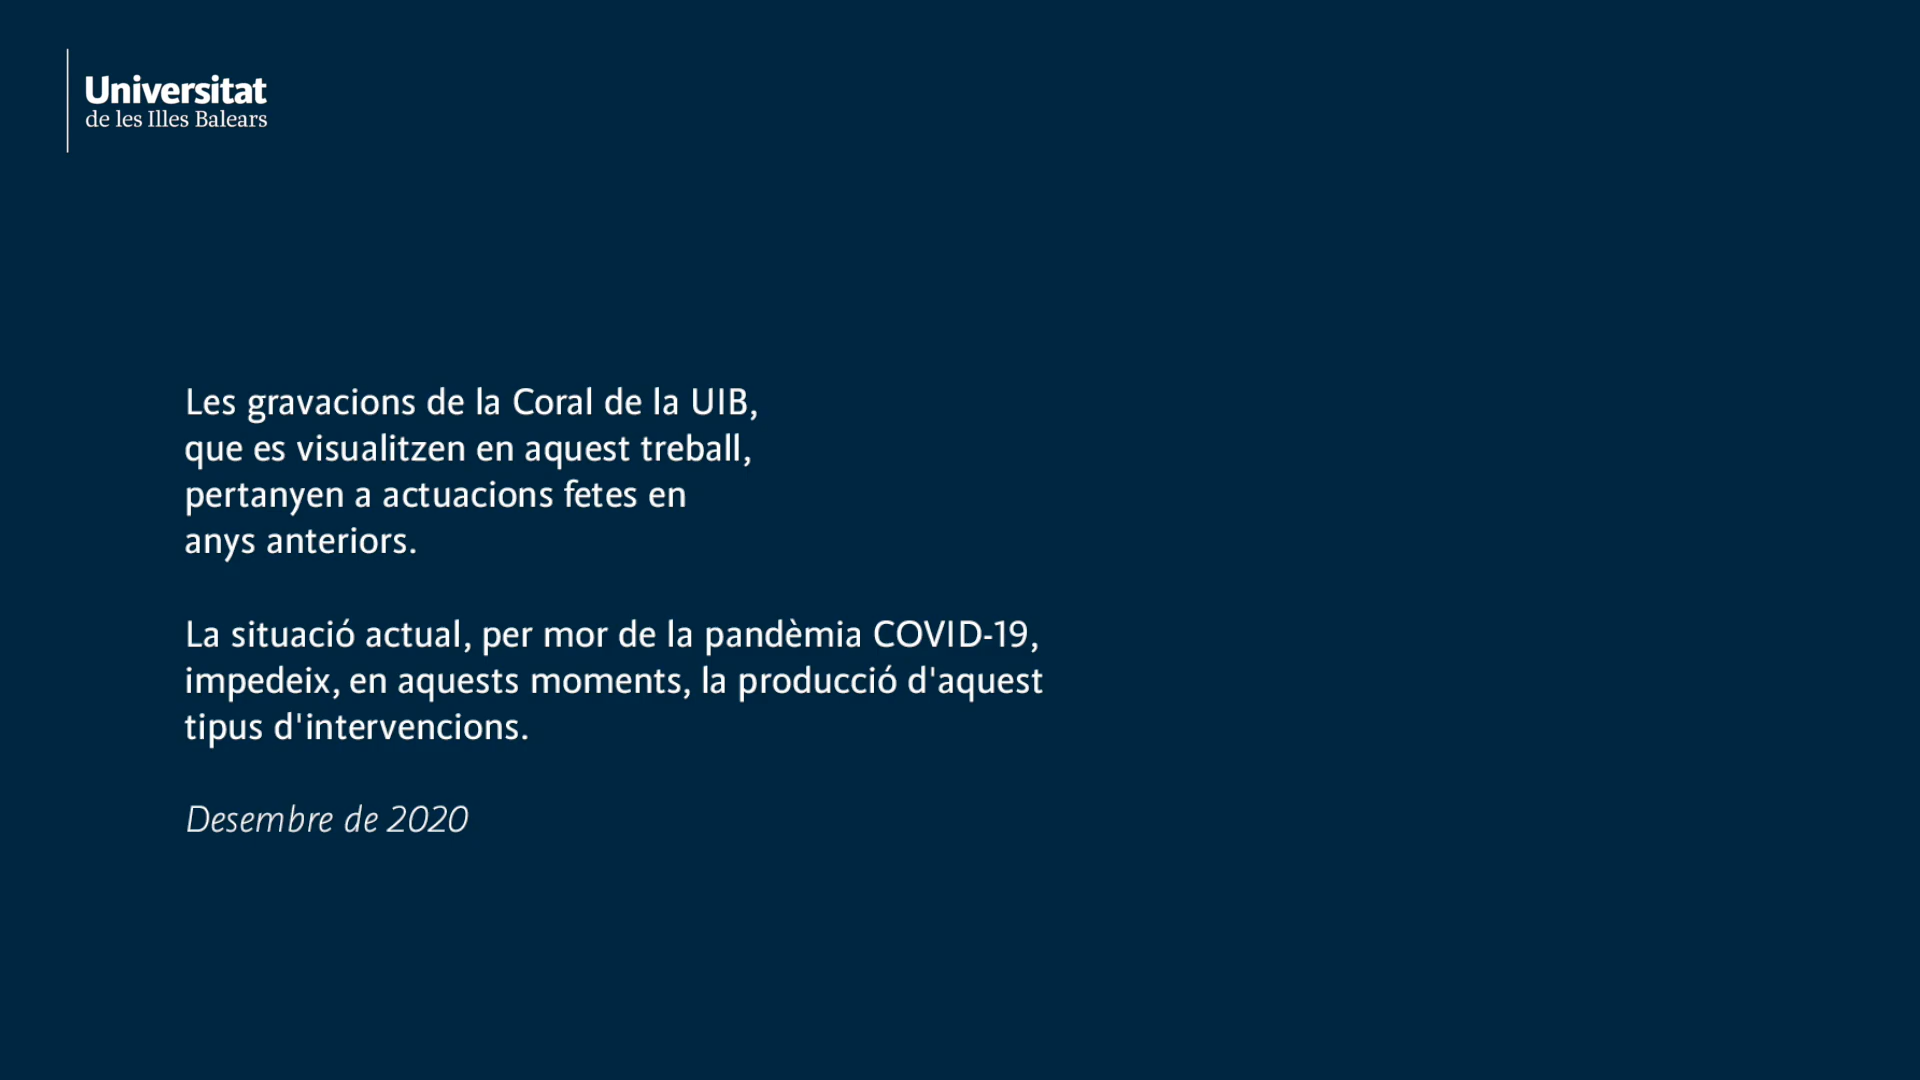 Universitat
de les Illes Balears
Les gravacions de la Coral de la UIB,
que es visualitzen en aquest treball,
pertanyen a actuacions fetes en
anys anteriors.
La situació actual, per mor de la pandèmia COVID-19,
impedeix, en aquests moments, la producció d'aquest
tipus d'intervencions.
Desembre de 2020